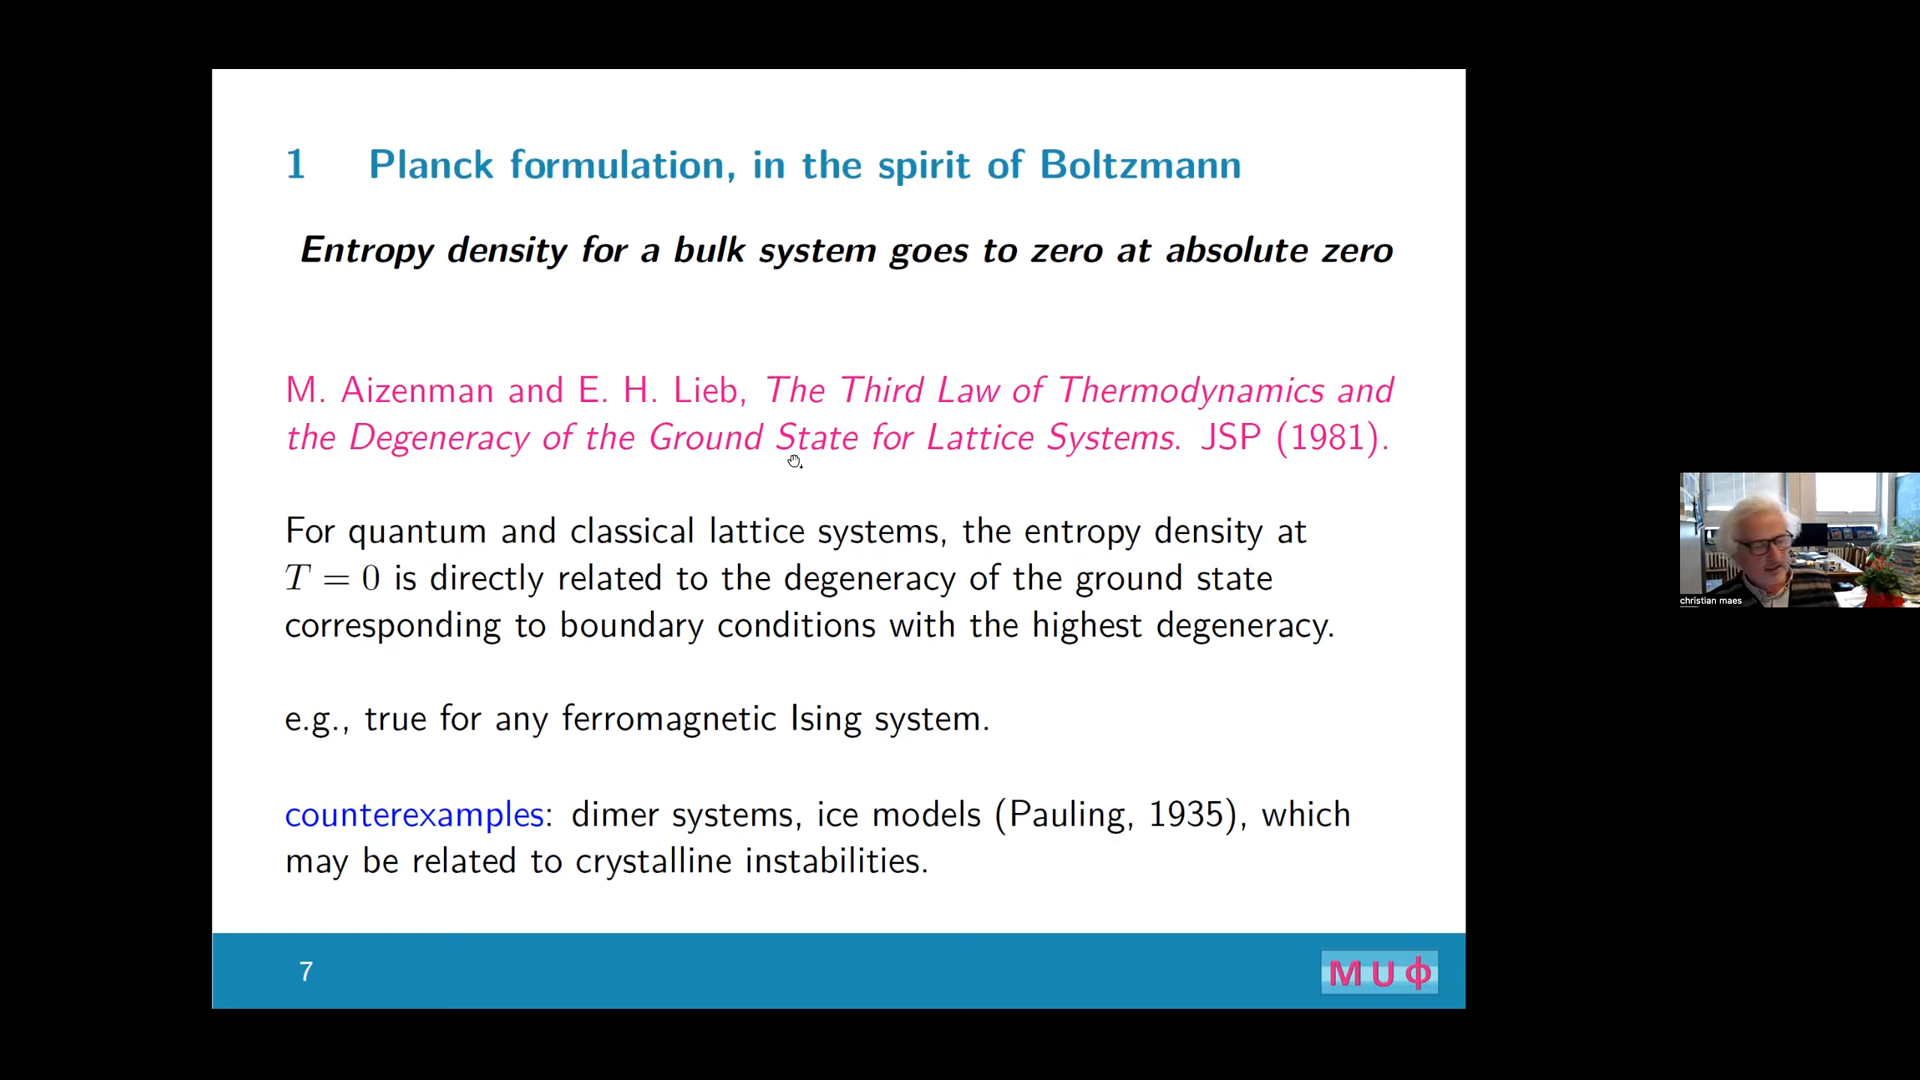 1 Planck formulation, in the spirit of Boltzmann
Entropy density for a bulk system goes to zero at absolute zero
M. Aizenman and E. H. Lieb, The Third Law of Thermodynamics and
the Degeneracy of the Ground State for Lattice Systems. JSP (1981).
For quantum and classical lattice systems, the entropy density at
T = 0 is directly related to the degeneracy of the ground state
corresponding to boundary conditions with the highest degeneracy.
e.g., true for any ferromagnetic Ising system.
counterexamples: dimer systems, ice models (Pauling, 1935), which
may be related to crystalline instabilities.
7
M U ϕ
christian maes